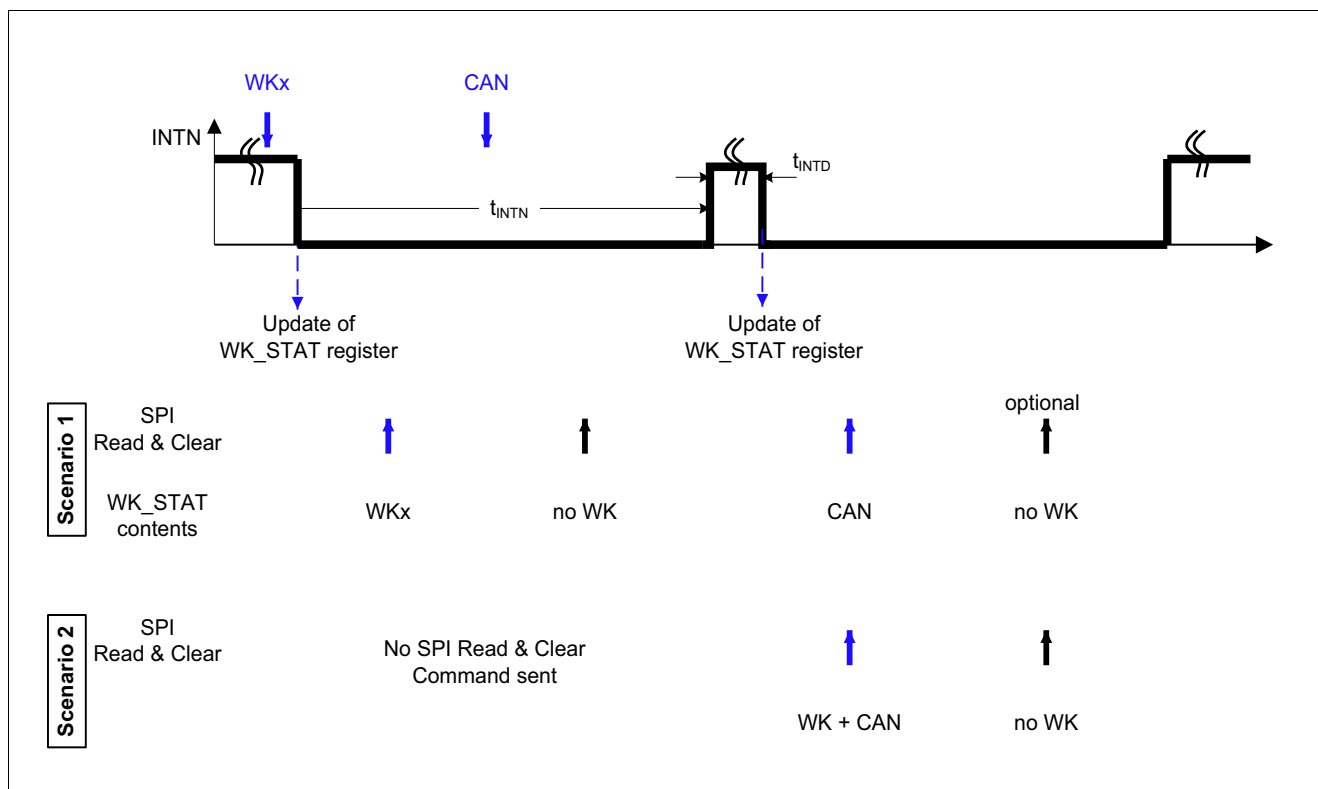 WKx
CAN
INTN
tINTD
tINTN
Update of
WK_STAT register
Update of
WK_STAT register
Scenario 1
SPI
Read & Clear
optional
WK_STAT
contents
WKx
no WK
CAN
no WK
Scenario 2
SPI
Read & Clear
No SPI Read & Clear
Command sent
WK + CAN
no WK